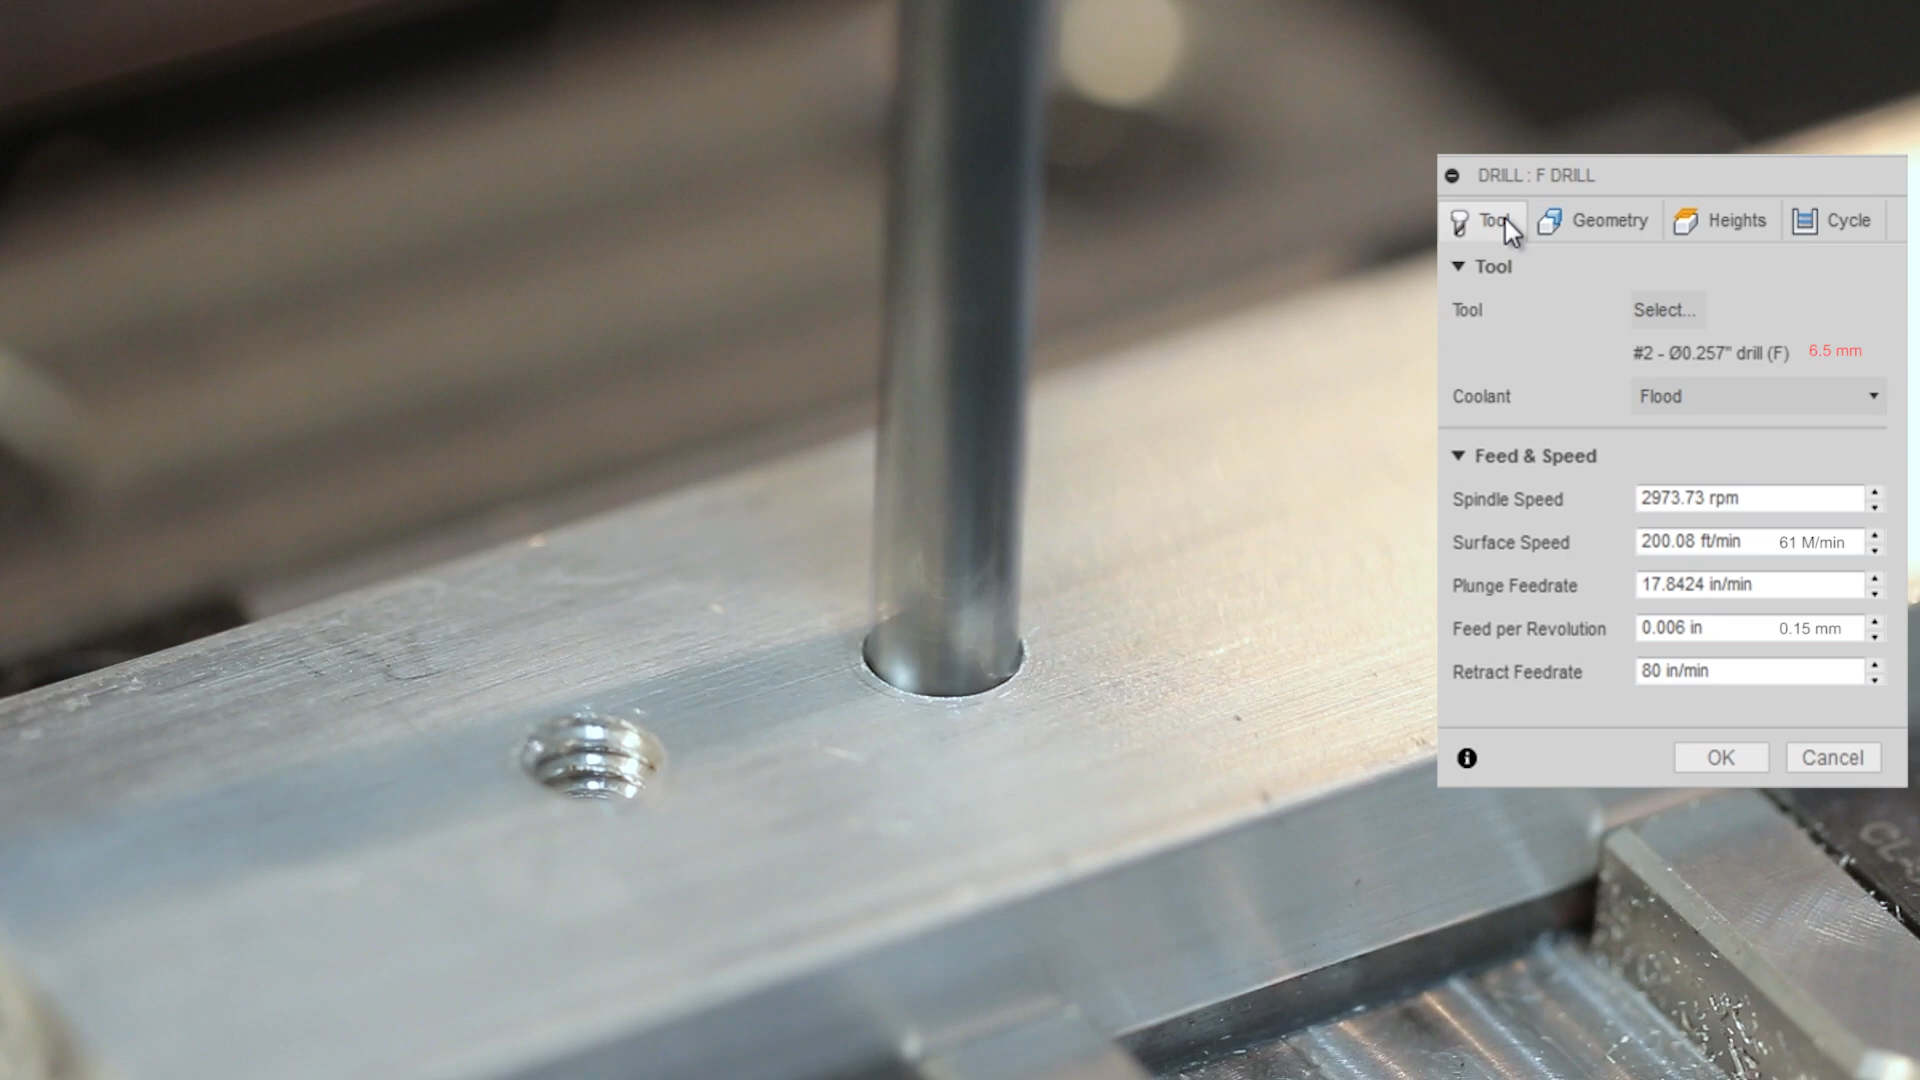 DRILL : F DRILL
Tool Geometry Heights Cycle
Tool
Tool Select...
#2 - Ø0.257" drill (F) 6.5 mm
Coolant Flood
Feed & Speed
Spindle Speed 2973.73 rpm
Surface Speed 200.08 ft/min 61 M/min
Plunge Feedrate 17.8424 in/min
Feed per Revolution 0.006 in 0.15 mm
Retract Feedrate 80 in/min
OK Cancel